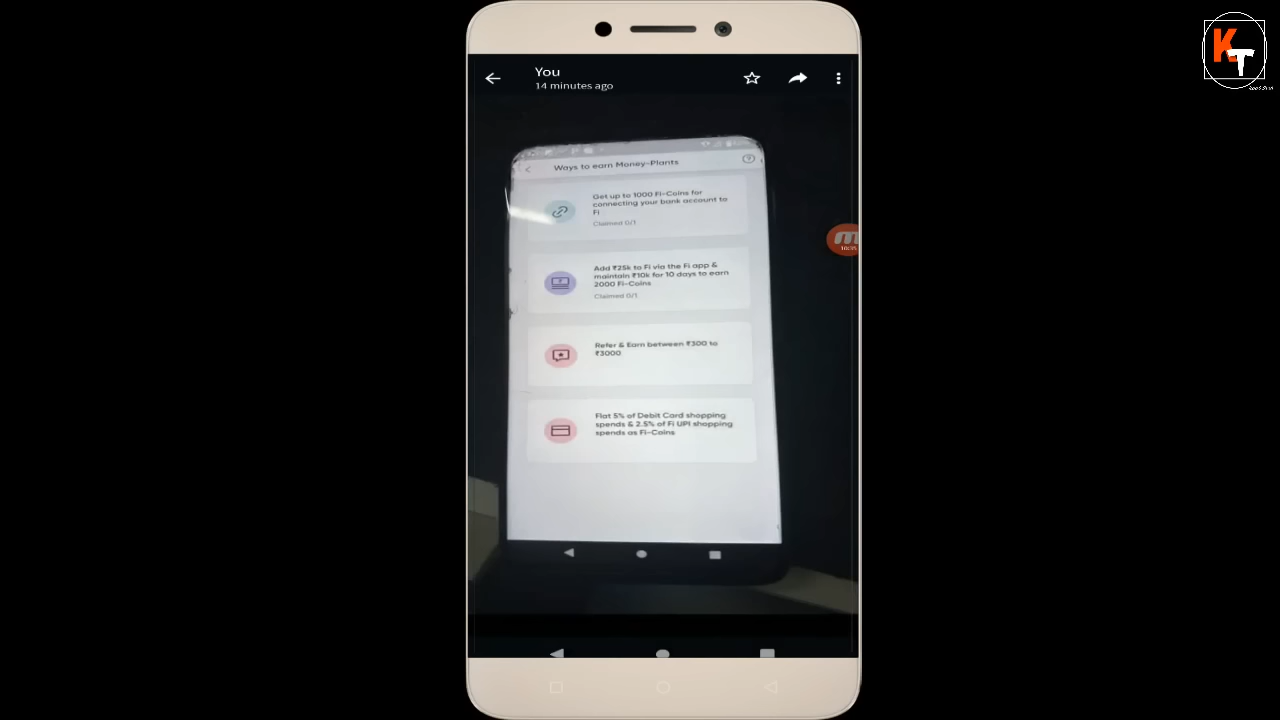 You
14 minutes ago
Ways to earn Money-Plants
Get up to 1000 Fi-Coins for
connecting your bank account to
Fi
Claimed 0/1
Add ₹25k to Fi via the Fi app &
maintain ₹10k for 10 days to earn
2000 Fi-Coins
Claimed 0/1
Refer & Earn between ₹300 to
₹3000
Flat 5% of Debit Card shopping
spends & 2.5% of Fi UPI shopping
spends as Fi-Coins
KT